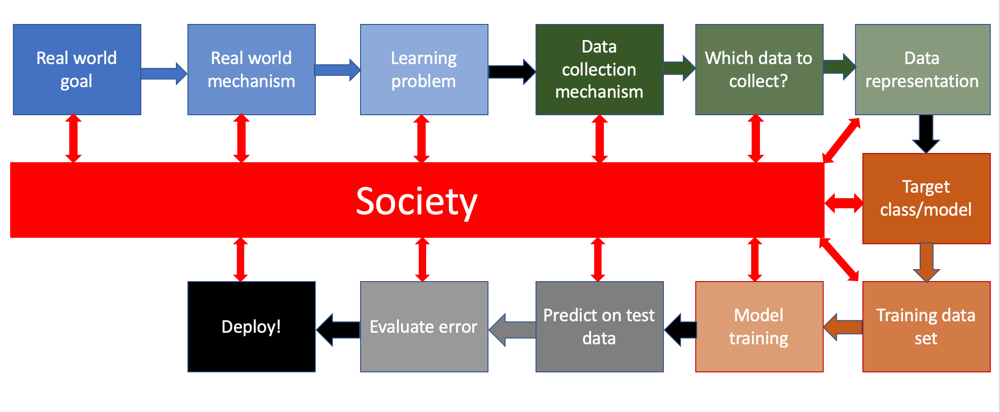 Real world
goal
Real world
mechanism
Learning
problem
Data
collection
mechanism
Which data to
collect?
Data
representation
Society
Target
class/model
Deploy!
Evaluate error
Predict on test
data
Model
training
Training data
set